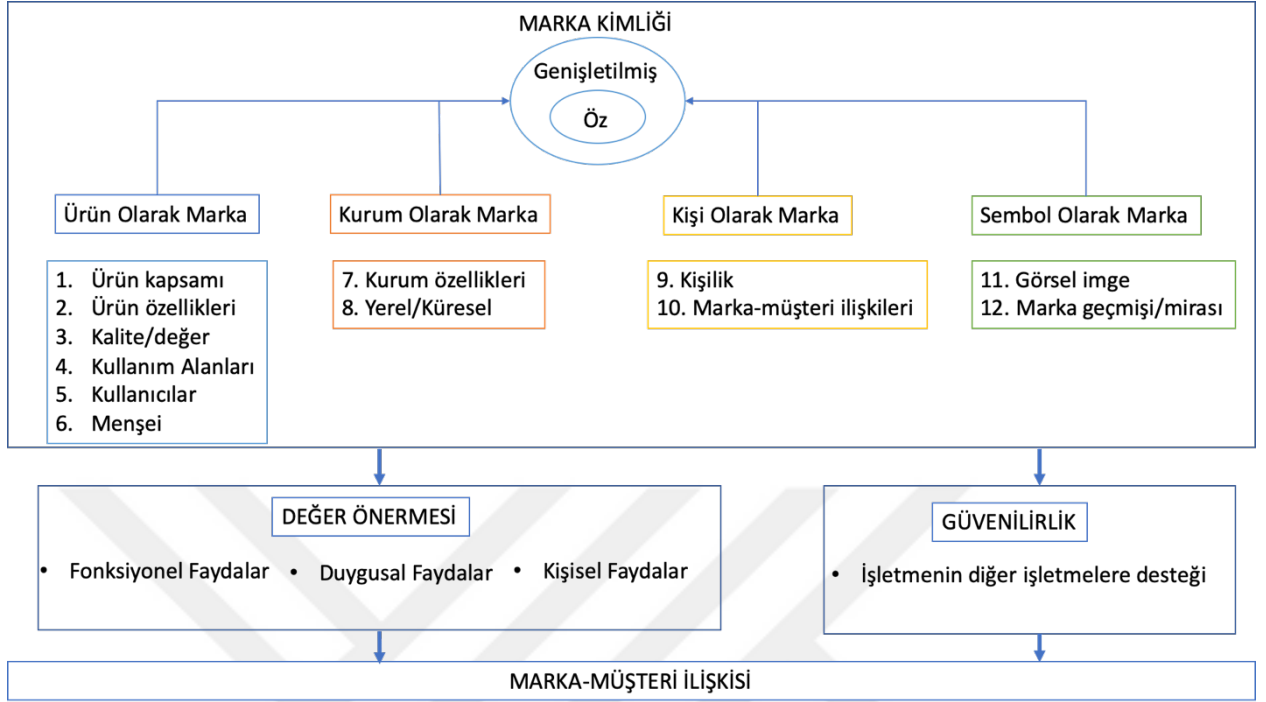 MARKA KİMLİĞİ
Genişletilmiş
Öz
Ürün Olarak Marka
Kurum Olarak Marka
Kişi Olarak Marka
Sembol Olarak Marka
1. Ürün kapsamı
2. Ürün özellikleri
3. Kalite/değer
4. Kullanım Alanları
5. Kullanıcılar
6. Menşei
7. Kurum özellikleri
8. Yerel/Küresel
9. Kişilik
10. Marka-müşteri ilişkileri
11. Görsel imge
12. Marka geçmişi/mirası
DEĞER ÖNERMESİ
• Fonksiyonel Faydalar
• Duygusal Faydalar
• Kişisel Faydalar
GÜVENİLİRLİK
• İşletmenin diğer işletmelere desteği
MARKA-MÜŞTERİ İLİŞKİSİ